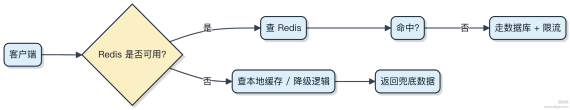 客户端
Redis 是否可用?
是
查 Redis
命中?
否
走数据库 + 限流
否
查本地缓存 / 降级逻辑
返回兜底数据